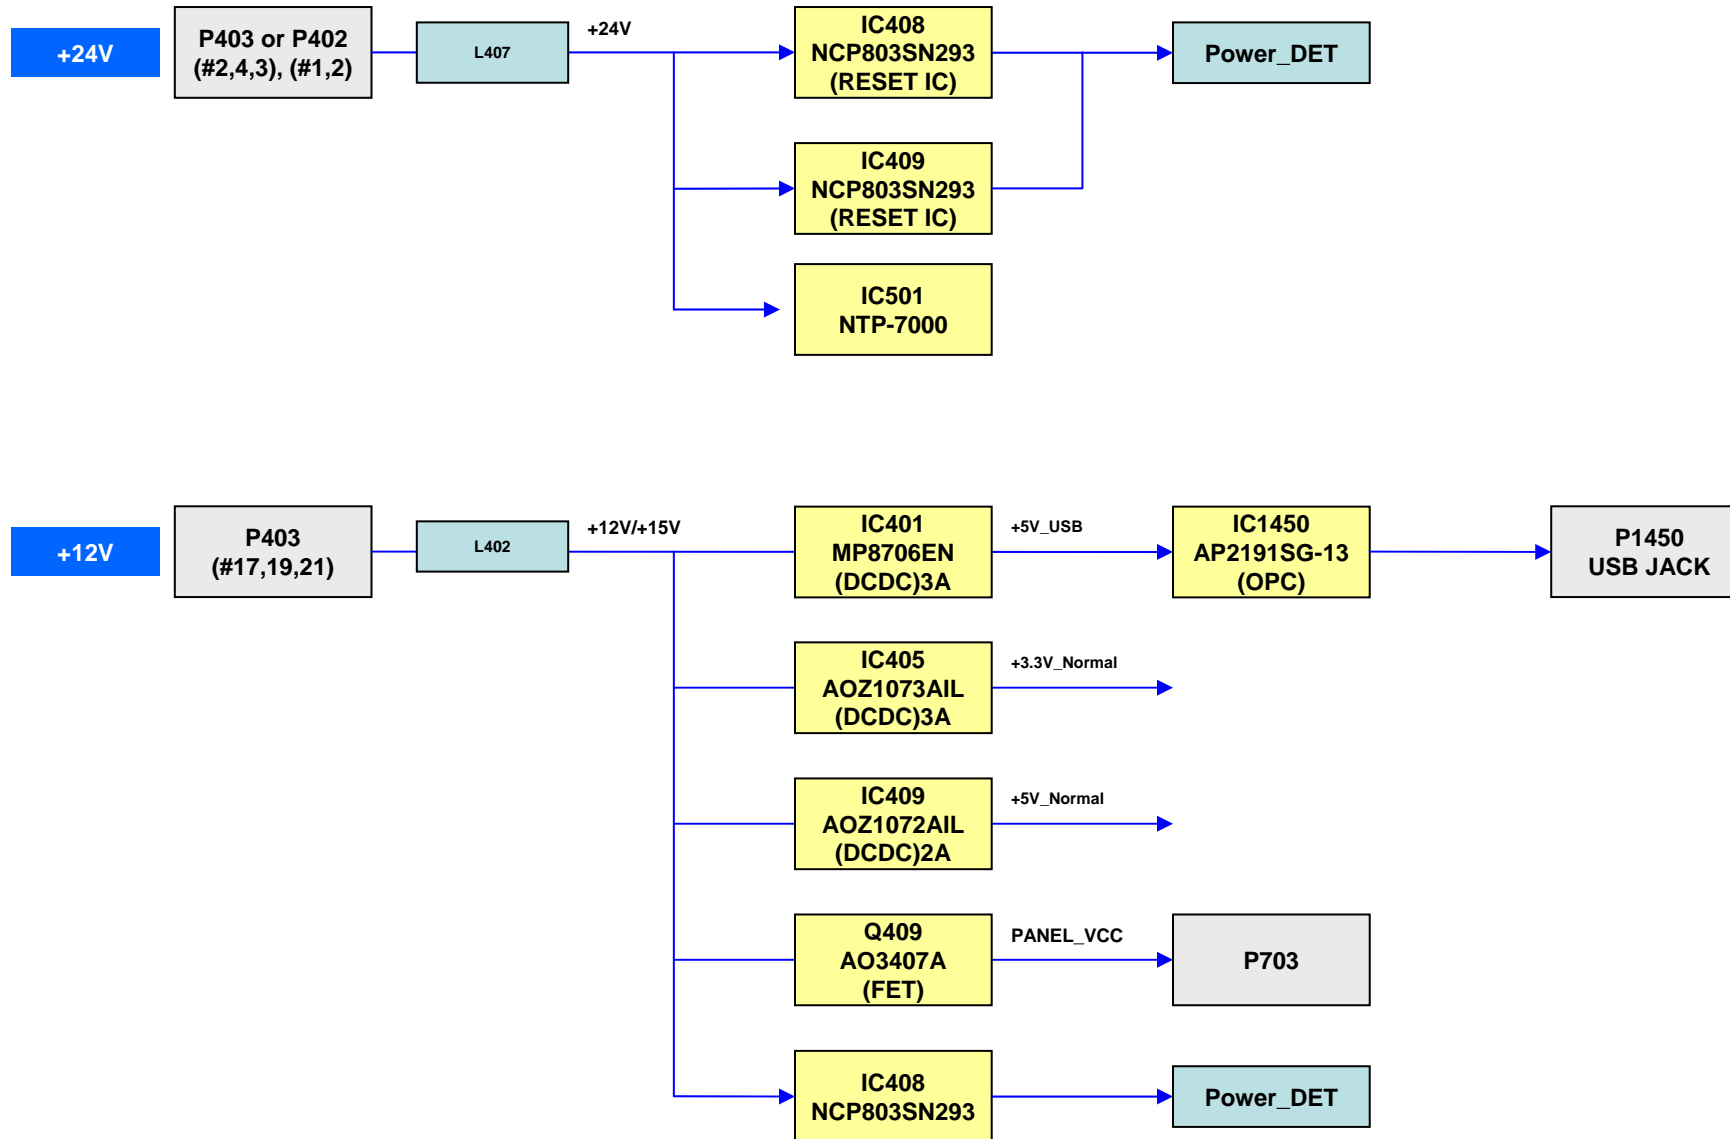 +24V
P403 or P402
(#2,4,3), (#1,2)
L407
+24V
IC408
NCP803SN293
(RESET IC)
Power_DET
IC409
NCP803SN293
(RESET IC)
IC501
NTP-7000
+12V
P403
(#17,19,21)
L402
+12V/+15V
IC401
MP8706EN
(DCDC)3A
+5V_USB
IC1450
AP2191SG-13
(OPC)
P1450
USB JACK
IC405
AOZ1073AIL
(DCDC)3A
+3.3V_Normal
IC409
AOZ1072AIL
(DCDC)2A
+5V_Normal
Q409
AO3407A
(FET)
PANEL_VCC
P703
IC408
NCP803SN293
Power_DET